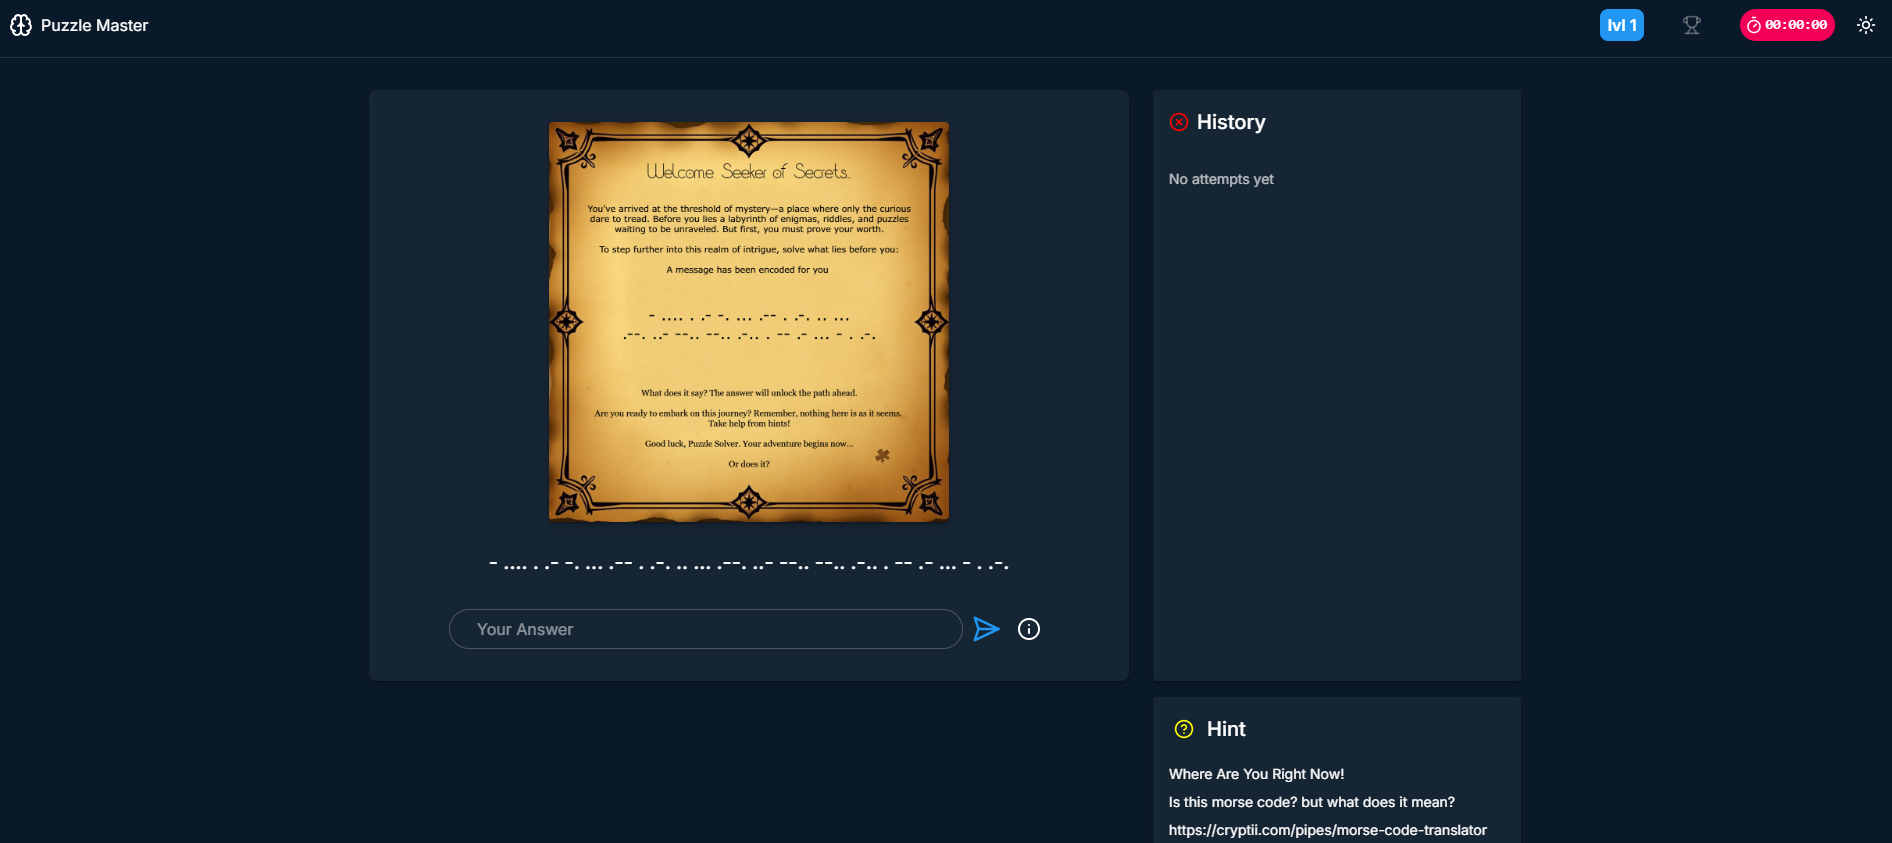 Puzzle Master
lvl 1
00:00:00
Welcome, Seeker of Secrets...
You've arrived at the threshold of mystery—a place where only the curious
dare to tread. Before you lies a labyrinth of enigmas, riddles, and puzzles
waiting to be unraveled. But first, you must prove your worth.
To step further into this realm of intrigue, solve what lies before you:
A message has been encoded for you
- .... . .- -. ... .-- . .-. .. ...
.--. ..- --.. --.. .-.. . -- .- ... - . .-.
What does it say? The answer will unlock the path ahead.
Are you ready to embark on this journey? Remember, nothing here is as it seems.
Take help from hints!
Good luck, Puzzle Solver. Your adventure begins now...
Or does it?
- .... . .- -. ... .-- . .-. .. ... .--. ..- --.. --.. .-.. . -- .- ... - . .-.
Your Answer
History
No attempts yet
Hint
Where Are You Right Now!
Is this morse code? but what does it mean?
https://cryptii.com/pipes/morse-code-translator